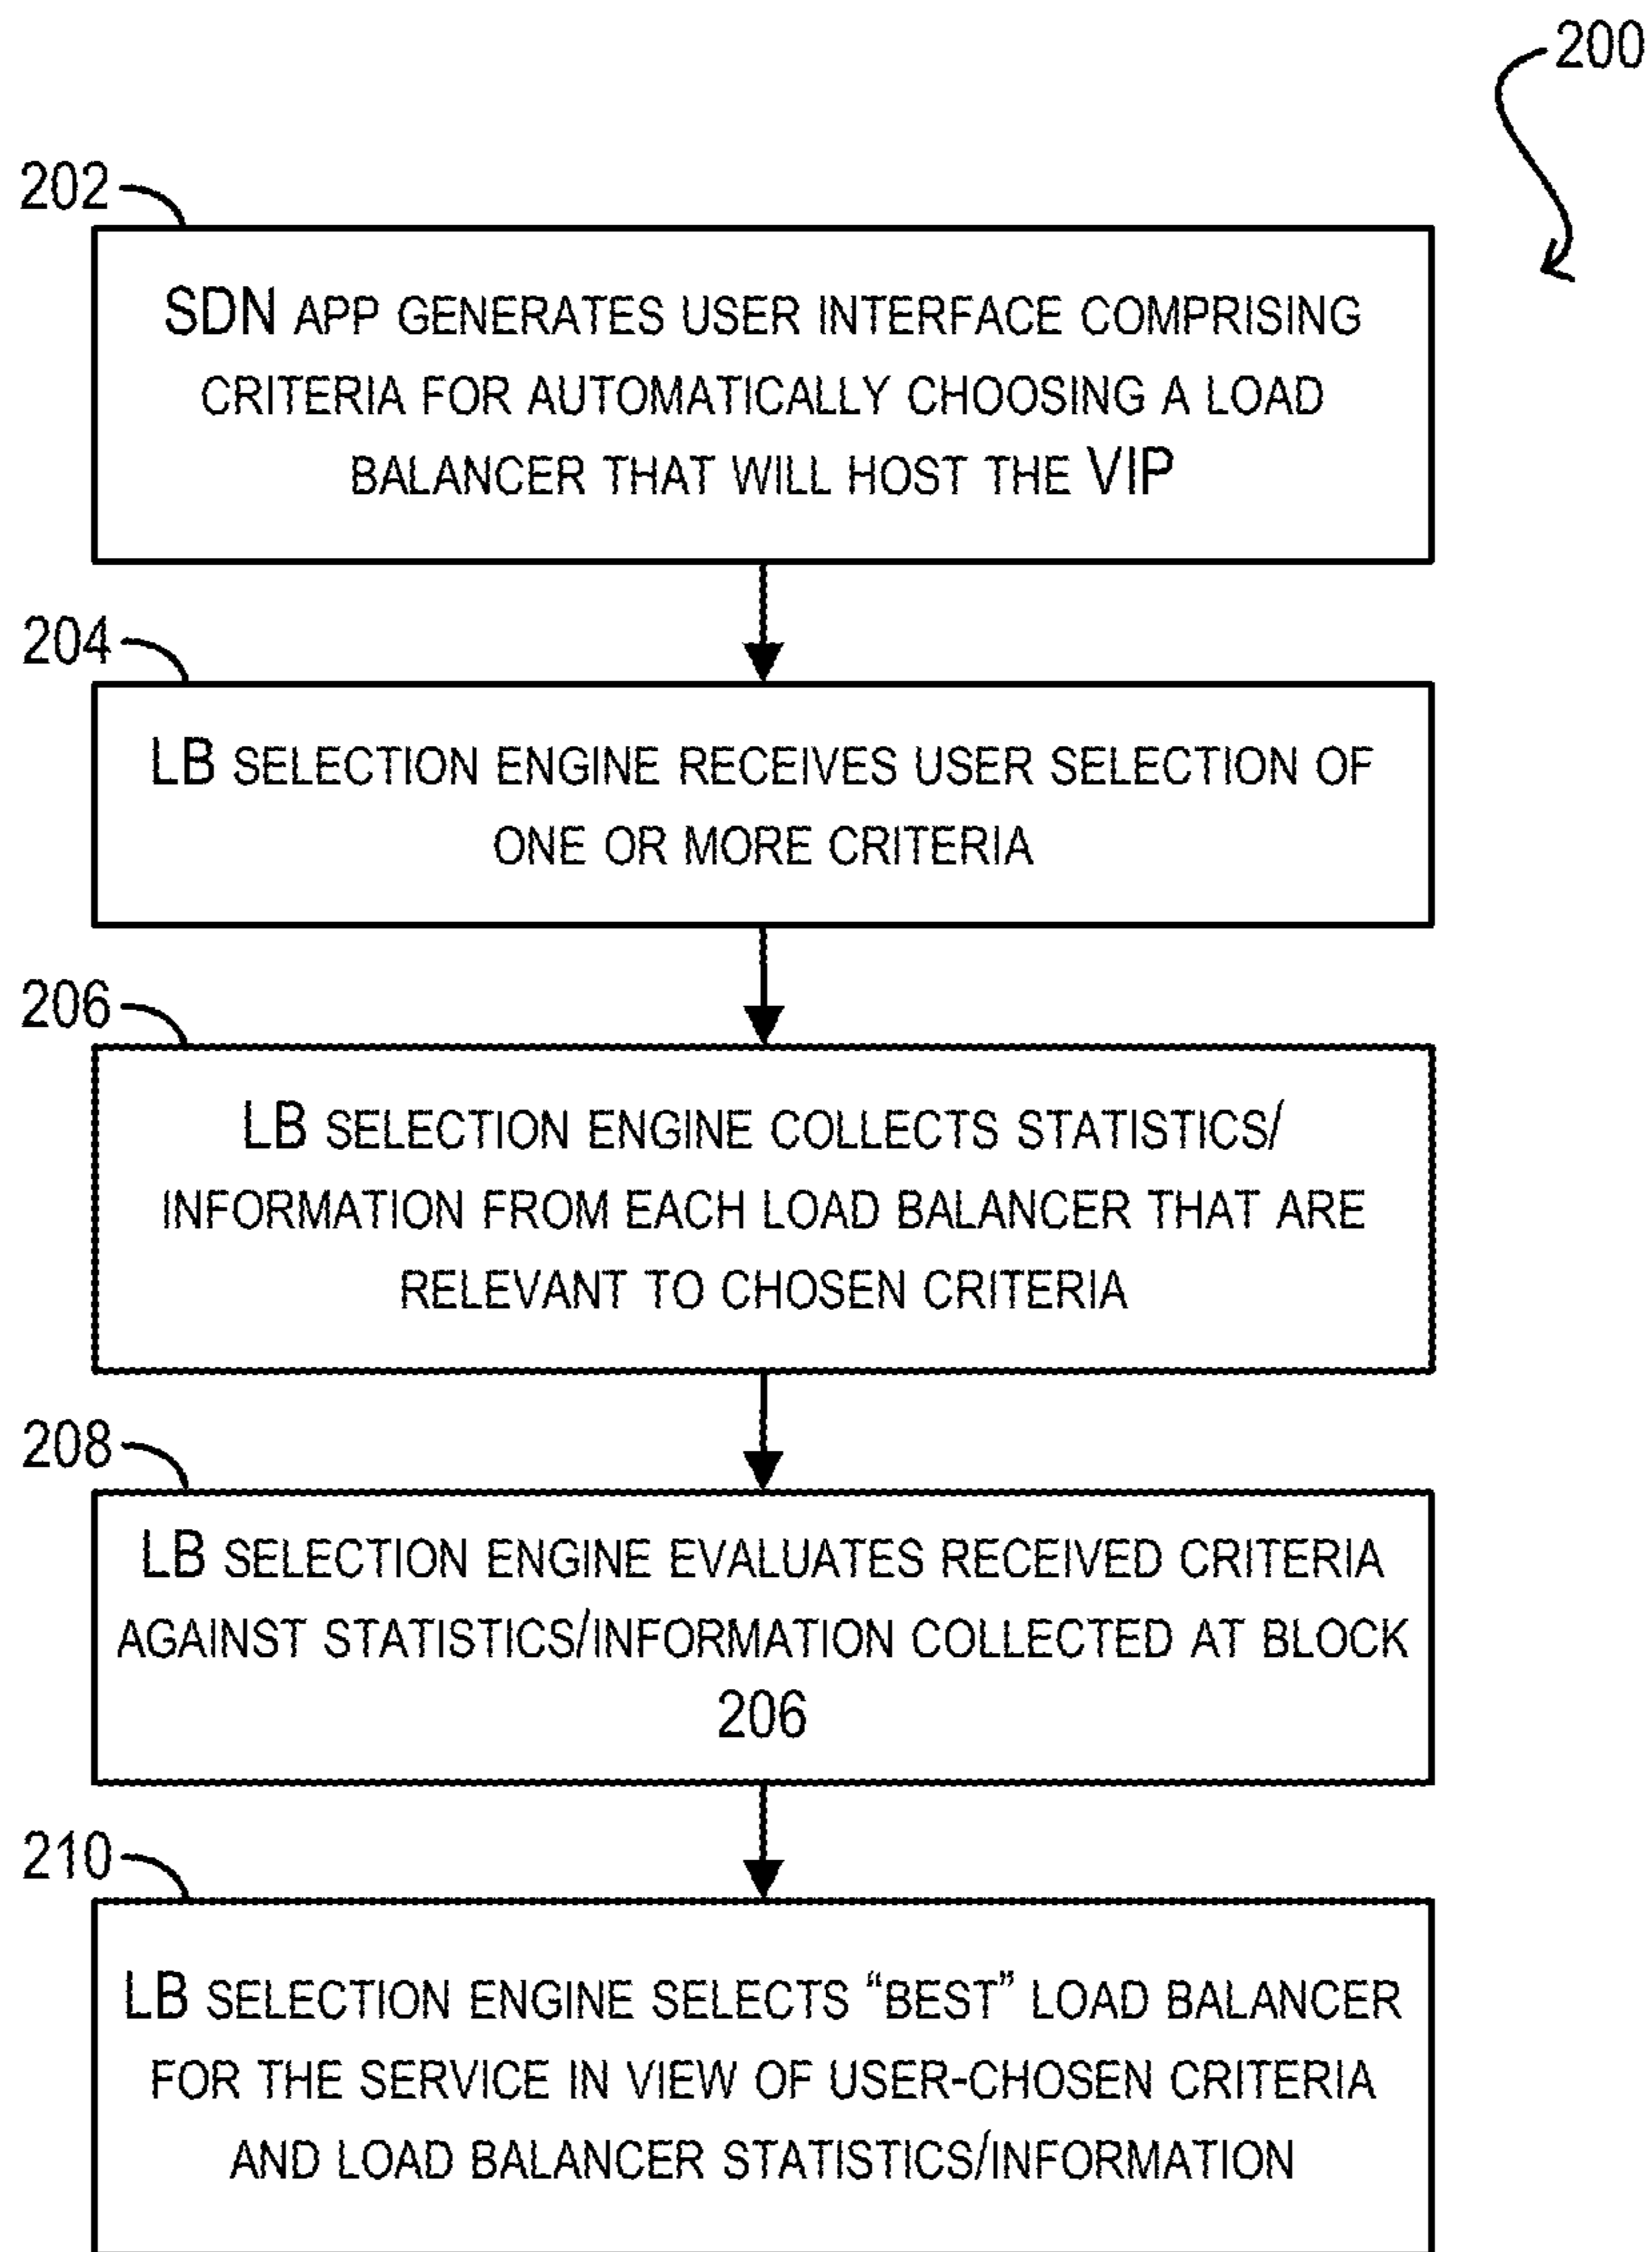 200
202
SDN APP GENERATES USER INTERFACE COMPRISING
CRITERIA FOR AUTOMATICALLY CHOOSING A LOAD
BALANCER THAT WILL HOST THE VIP
204
LB SELECTION ENGINE RECEIVES USER SELECTION OF
ONE OR MORE CRITERIA
206
LB SELECTION ENGINE COLLECTS STATISTICS/
INFORMATION FROM EACH LOAD BALANCER THAT ARE
RELEVANT TO CHOSEN CRITERIA
208
LB SELECTION ENGINE EVALUATES RECEIVED CRITERIA
AGAINST STATISTICS/INFORMATION COLLECTED AT BLOCK
206
210
LB SELECTION ENGINE SELECTS “BEST” LOAD BALANCER
FOR THE SERVICE IN VIEW OF USER-CHOSEN CRITERIA
AND LOAD BALANCER STATISTICS/INFORMATION